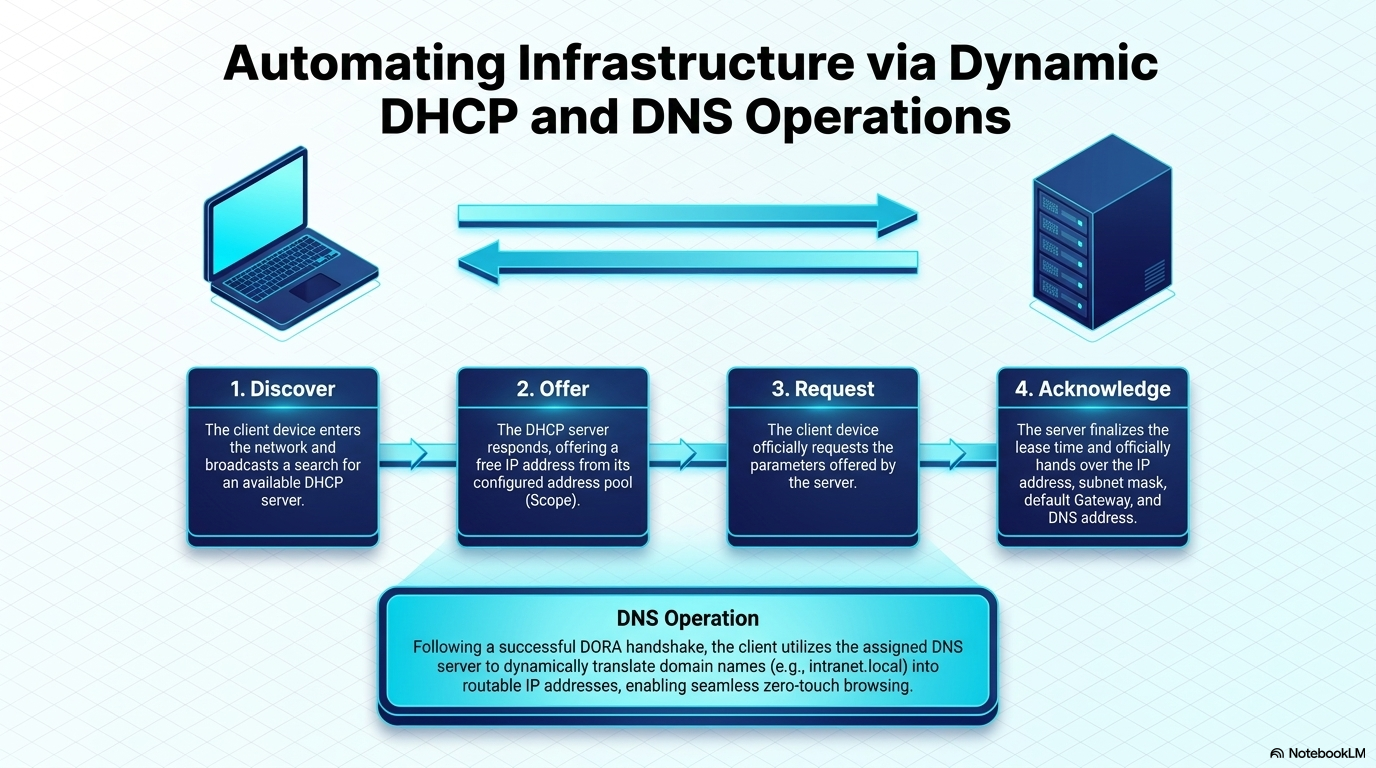 Automating Infrastructure via Dynamic
DHCP and DNS Operations
1. Discover
The client device enters
the network and
broadcasts a search for
an available DHCP
server.
2. Offer
The DHCP server
responds, offering a
free IP address from its
configured address pool
(Scope).
3. Request
The client device
officially requests the
parameters offered by
the server.
4. Acknowledge
The server finalizes the
lease time and officially
hands over the IP
address, subnet mask,
default Gateway, and
DNS address.
DNS Operation
Following a successful DORA handshake, the client utilizes the assigned DNS
server to dynamically translate domain names (e.g., intranet.local) into
routable IP addresses, enabling seamless zero-touch browsing.
NotebookLM